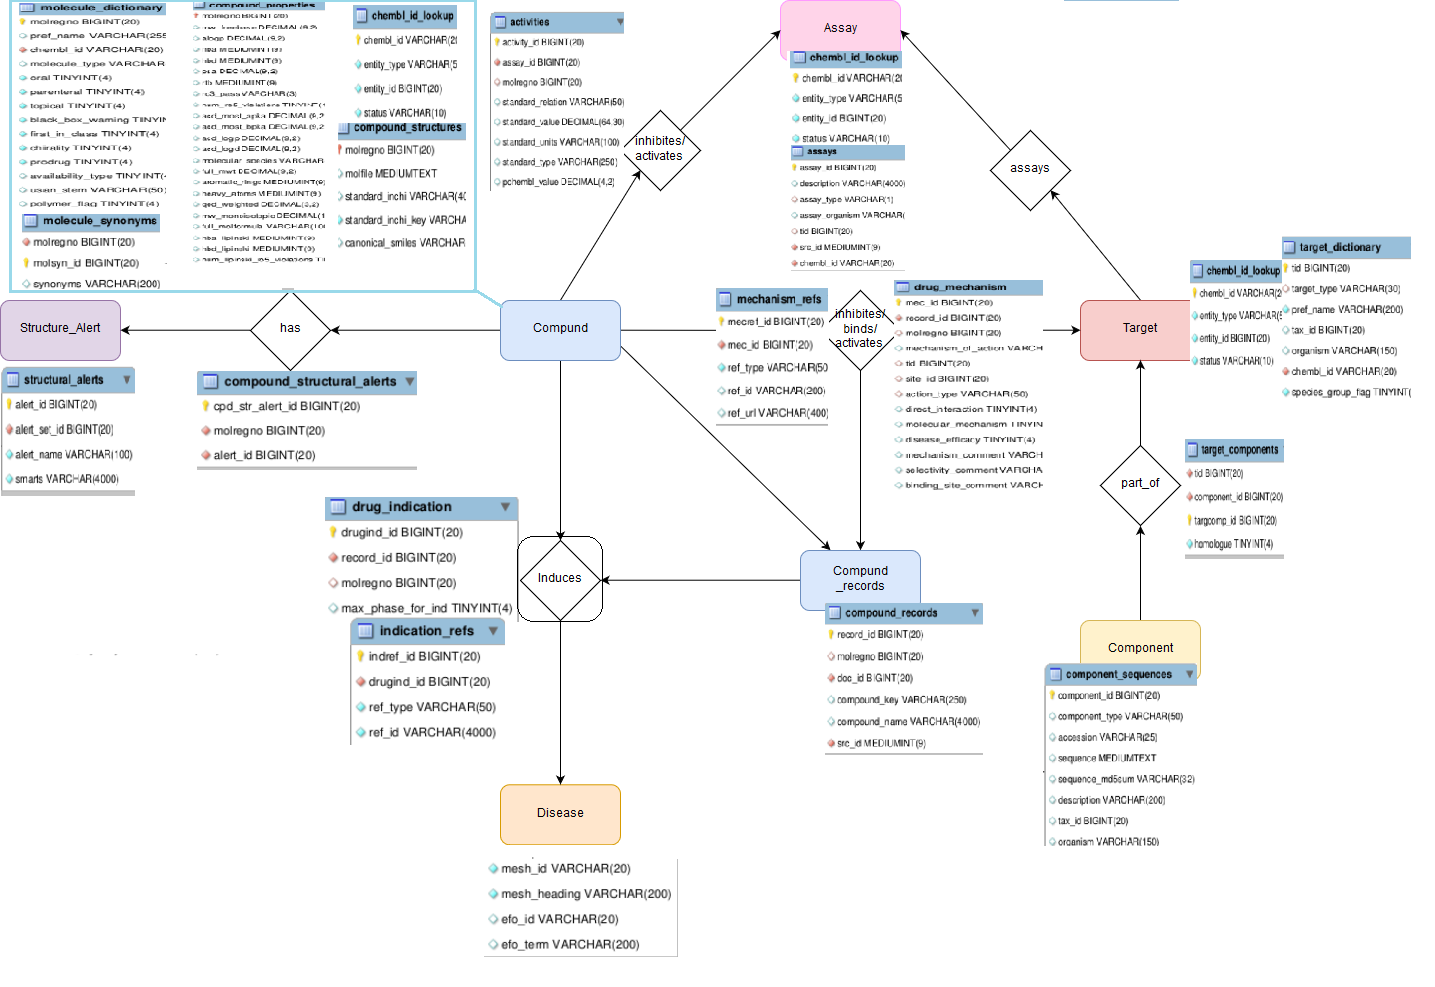 molecule_dictionary
molregno BIGINT(20)
pref_name VARCHAR(255
chembl_id VARCHAR(20)
molecule_type VARCHAR
oral TINYINT(4)
parenteral TINYINT(4)
topical TINYINT(4)
black_box_warning TINYIN
first_in_class TINYINT(4)
chirality TINYINT(4)
prodrug TINYINT(4)
availability_type TINYINT(
usan_stem VARCHAR(50)
polymer_flag TINYINT(4)
molecule_synonyms
molregno BIGINT(20)
molsyn_id BIGINT(20)
synonyms VARCHAR(200)
compound_properties
molregno BIGINT(20)
alogp DECIMAL(9,2)
hba MEDIUMINT(9)
hbd MEDIUMINT(9)
psa DECIMAL(9,2)
rtb MEDIUMINT(9)
ro3_pass VARCHAR(3)
acd_most_apka DECIMAL(9,2
acd_most_bpka DECIMAL(9,2
acd_logp DECIMAL(9,2)
acd_logd DECIMAL(9,2)
molecular_species VARCHAR
full_mwt DECIMAL(9,2)
aromatic_rings MEDIUMINT(9)
heavy_atoms MEDIUMINT(9)
qed_weighted DECIMAL(3,2)
mw_monoisotopic DECIMAL(1
full_molformula VARCHAR(10
hba_lipinski MEDIUMINT(9)
hbd_lipinski MEDIUMINT(9)
chembl_id_lookup
chembl_id VARCHAR(2
entity_type VARCHAR(5
entity_id BIGINT(20)
status VARCHAR(10)
compound_structures
molregno BIGINT(20)
molfile MEDIUMTEXT
standard_inchi VARCHAR(40
standard_inchi_key VARCHA
canonical_smiles VARCHAR
activities
activity_id BIGINT(20)
assay_id BIGINT(20)
molregno BIGINT(20)
standard_relation VARCHAR(50)
standard_value DECIMAL(64,30)
standard_units VARCHAR(100)
standard_type VARCHAR(250)
pchembl_value DECIMAL(4,2)
inhibites/
activates
Assay
chembl_id_lookup
chembl_id VARCHAR(20
entity_type VARCHAR(5
entity_id BIGINT(20)
status VARCHAR(10)
assays
assay_id BIGINT(20)
description VARCHAR(4000)
assay_type VARCHAR(1)
assay_organism VARCHAR(
tid BIGINT(20)
src_id MEDIUMINT(9)
chembl_id VARCHAR(20)
assays
Structure_Alert
has
Compund
mechanism_refs
mecref_id BIGINT(20)
mec_id BIGINT(20)
ref_type VARCHAR(50
ref_id VARCHAR(200)
ref_url VARCHAR(400)
inhibites/
binds/
activates
drug_mechanism
mec_id BIGINT(20)
record_id BIGINT(20)
molregno BIGINT(20)
mechanism_of_action VARCH
tid BIGINT(20)
site_id BIGINT(20)
action_type VARCHAR(50)
direct_interaction TINYINT(4)
molecular_mechanism TINYIN
disease_efficacy TINYINT(4)
mechanism_comment VARCH
selectivity_comment VARCHA
binding_site_comment VARCH
Target
chembl_id_lookup
chembl_id VARCHAR(2
entity_type VARCHAR(5
entity_id BIGINT(20)
status VARCHAR(10)
target_dictionary
tid BIGINT(20)
target_type VARCHAR(30)
pref_name VARCHAR(200)
tax_id BIGINT(20)
organism VARCHAR(150)
chembl_id VARCHAR(20)
species_group_flag TINYINT(
structural_alerts
alert_id BIGINT(20)
alert_set_id BIGINT(20)
alert_name VARCHAR(100)
smarts VARCHAR(4000)
compound_structural_alerts
cpd_str_alert_id BIGINT(20)
molregno BIGINT(20)
alert_id BIGINT(20)
part_of
target_components
tid BIGINT(20)
component_id BIGINT(20)
targcomp_id BIGINT(20)
homologue TINYINT(4)
drug_indication
drugind_id BIGINT(20)
record_id BIGINT(20)
molregno BIGINT(20)
max_phase_for_ind TINYINT(4)
indication_refs
indref_id BIGINT(20)
drugind_id BIGINT(20)
ref_type VARCHAR(50)
ref_id VARCHAR(4000)
Induces
Compund
_records
compound_records
record_id BIGINT(20)
molregno BIGINT(20)
doc_id BIGINT(20)
compound_key VARCHAR(250)
compound_name VARCHAR(4000)
src_id MEDIUMINT(9)
Component
component_sequences
component_id BIGINT(20)
component_type VARCHAR(50)
accession VARCHAR(25)
sequence MEDIUMTEXT
sequence_md5sum VARCHAR(32)
description VARCHAR(200)
tax_id BIGINT(20)
organism VARCHAR(150)
Disease
mesh_id VARCHAR(20)
mesh_heading VARCHAR(200)
efo_id VARCHAR(20)
efo_term VARCHAR(200)